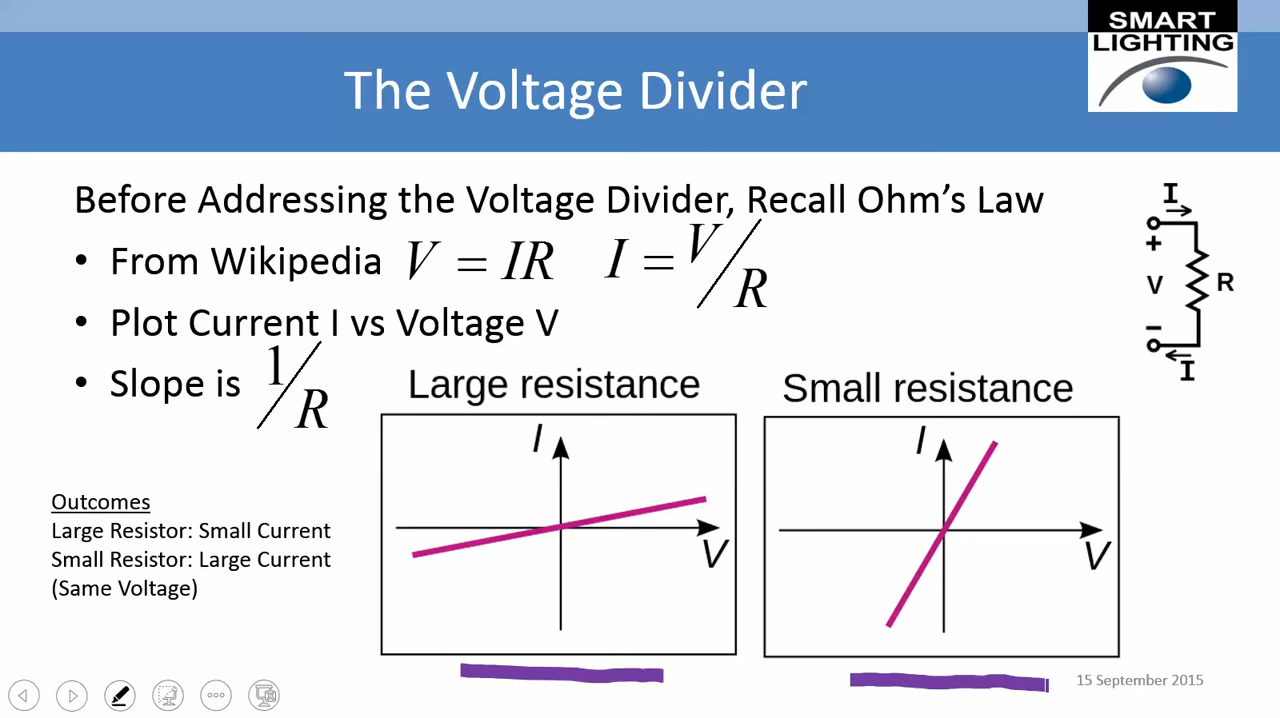 SMART
LIGHTING
The Voltage Divider
Before Addressing the Voltage Divider, Recall Ohm's Law
• From Wikipedia V = IR I = V/R
• Plot Current I vs Voltage V
• Slope is 1/R
I
+
V
R
−
I
Large resistance
I
V
Small resistance
I
V
Outcomes
Large Resistor: Small Current
Small Resistor: Large Current
(Same Voltage)
15 September 2015